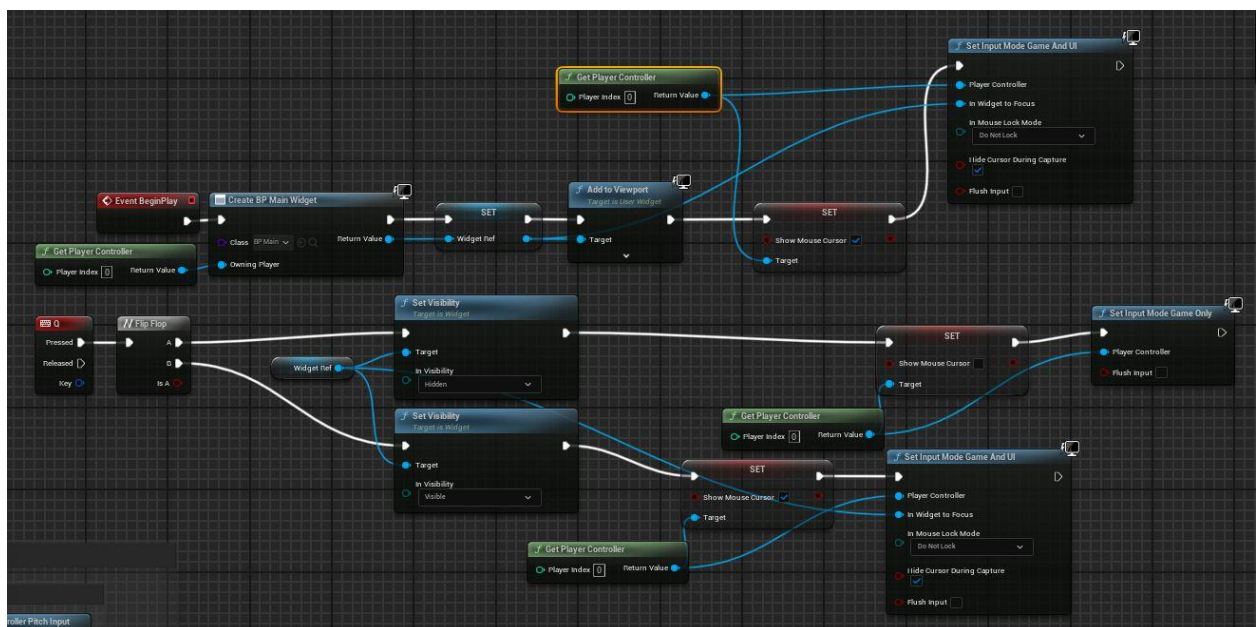 Set Input Mode Game And UI
Get Player Controller
Player Index 0 Return Value
Player Controller
In Widget to Focus
In Mouse Lock Mode
Do Not Lock
Hide Cursor During Capture
Flush Input
Event BeginPlay
Create BP Main Widget
Class BP Main Return Value
Owning Player
Get Player Controller
Player Index 0 Return Value
SET
Widget Ref
Add to Viewport
Target is User Widget
Target
SET
Show Mouse Cursor
Target
Q
Pressed
Released
Key
Flip Flop
A
B
Is A
Widget Ref
Set Visibility
Target is Widget
Target
In Visibility
Hidden
Set Visibility
Target is Widget
Target
In Visibility
Visible
SET
Show Mouse Cursor
Target
Get Player Controller
Player Index 0 Return Value
Set Input Mode Game Only
Player Controller
Flush Input
SET
Show Mouse Cursor
Target
Get Player Controller
Player Index 0 Return Value
Set Input Mode Game And UI
Player Controller
In Widget to Focus
In Mouse Lock Mode
Do Not Lock
Hide Cursor During Capture
Flush Input
roller Pitch Input